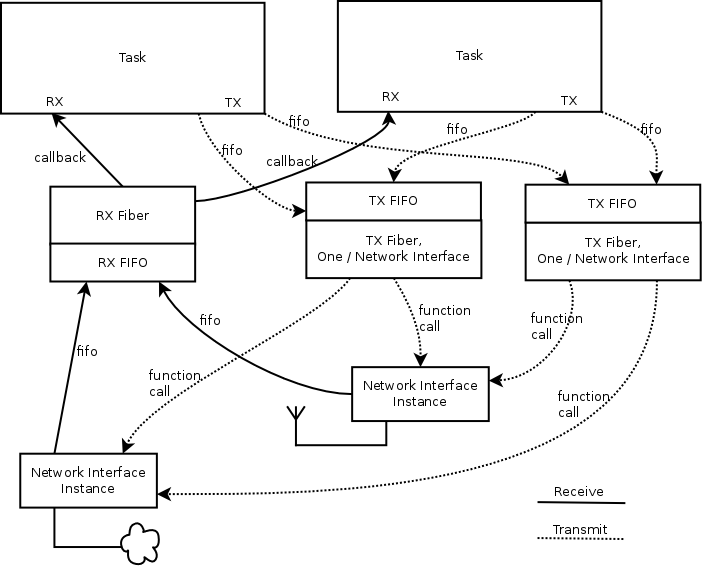 Task
RX
TX
Task
RX
TX
fifo
fifo
fifo
fifo
callback
callback
RX Fiber
RX FIFO
TX FIFO
TX Fiber,
One / Network Interface
TX FIFO
TX Fiber,
One / Network Interface
fifo
fifo
function
call
function
call
function
call
function
call
Network Interface
Instance
Network Interface
Instance
Receive
Transmit